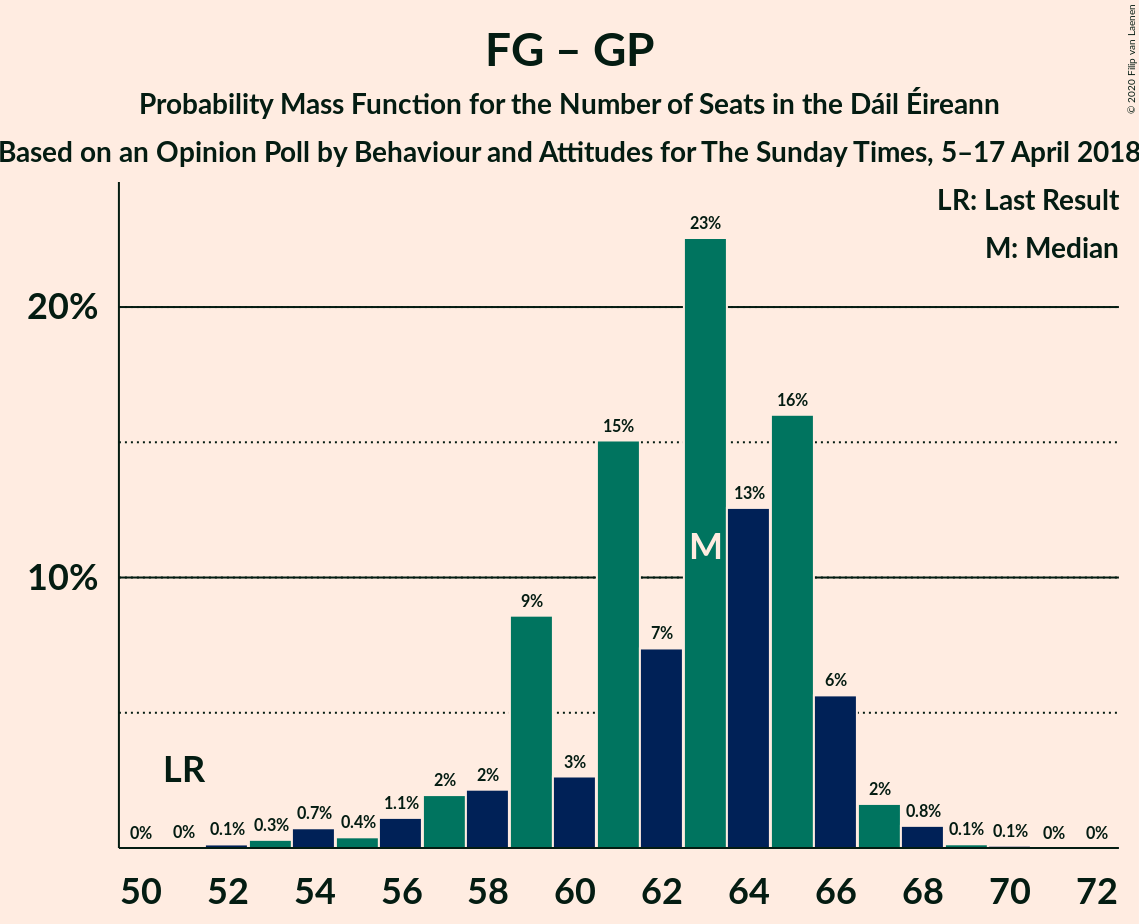 FG – GP
Probability Mass Function for the Number of Seats in the Dáil Éireann
Based on an Opinion Poll by Behaviour and Attitudes for The Sunday Times, 5–17 April 2018
© 2020 Filip van Laenen
LR: Last Result
M: Median
20%
10%
LR
M
0%
0%
0.1%
0.3%
0.7%
0.4%
1.1%
2%
2%
9%
3%
15%
7%
23%
13%
16%
6%
2%
0.8%
0.1%
0.1%
0%
0%
50 52 54 56 58 60 62 64 66 68 70 72